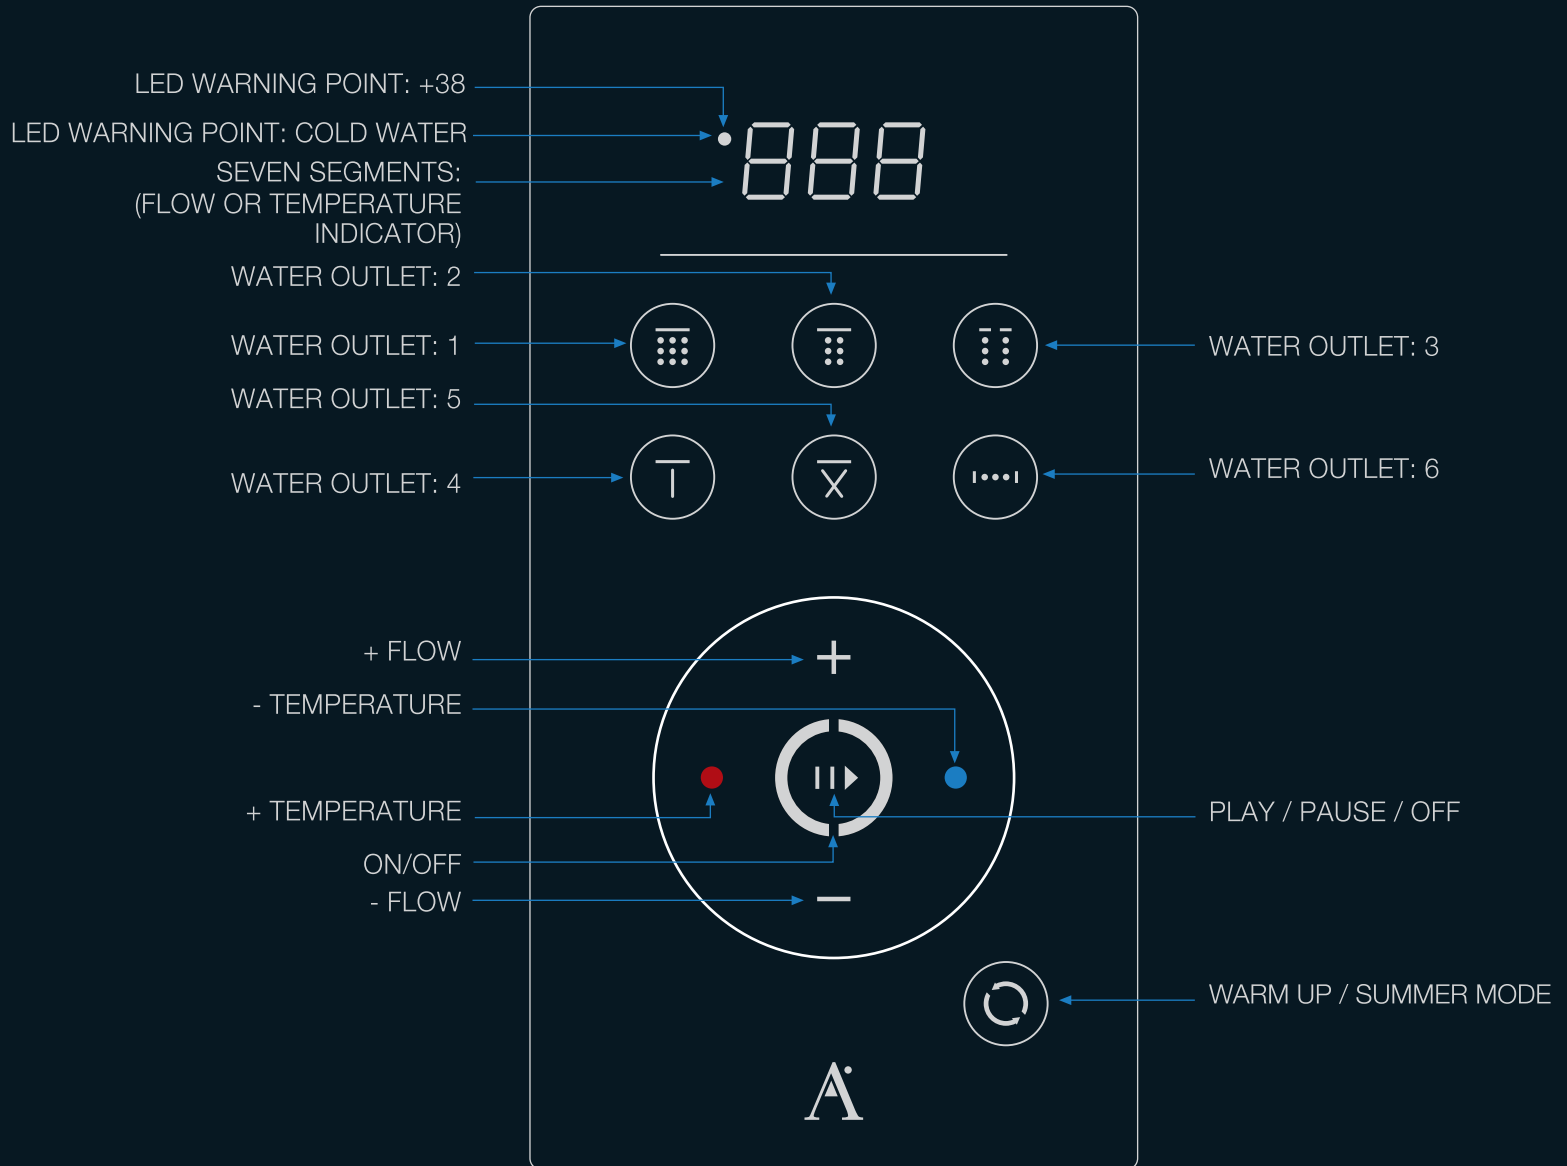 LED WARNING POINT: +38
LED WARNING POINT: COLD WATER
SEVEN SEGMENTS:
(FLOW OR TEMPERATURE
INDICATOR)
888
WATER OUTLET: 2
WATER OUTLET: 1
WATER OUTLET: 3
WATER OUTLET: 5
WATER OUTLET: 4
WATER OUTLET: 6
+ FLOW
- TEMPERATURE
+ TEMPERATURE
PLAY / PAUSE / OFF
ON/OFF
- FLOW
WARM UP / SUMMER MODE
A